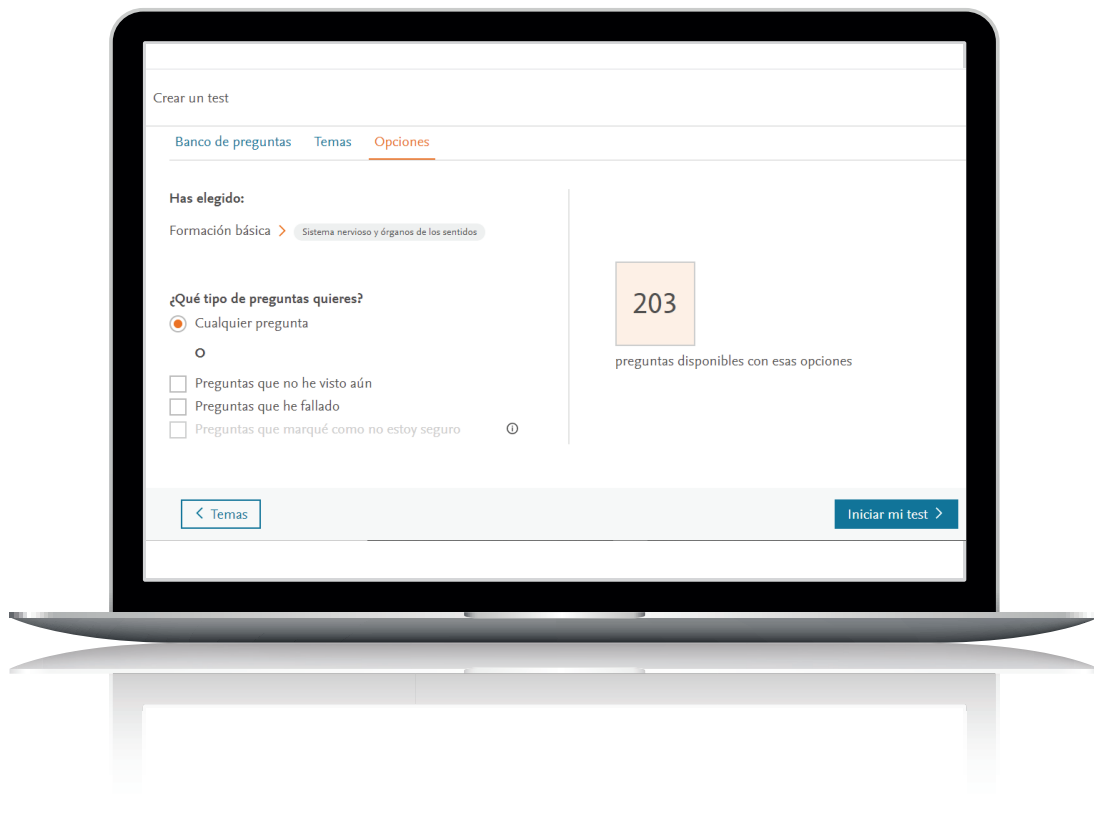 Crear un test
Banco de preguntas Temas Opciones
Has elegido:
Formación básica > Sistema nervioso y órganos de los sentidos
¿Qué tipo de preguntas quieres?
Cualquier pregunta
O
Preguntas que no he visto aún
Preguntas que he fallado
Preguntas que marqué como no estoy seguro
203
preguntas disponibles con esas opciones
< Temas
Iniciar mi test >